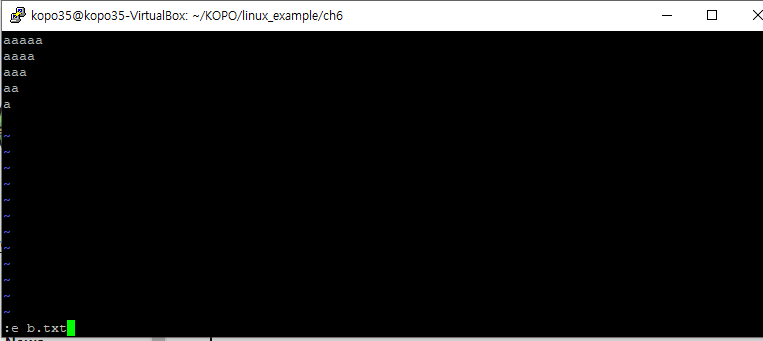 kopo35@kopo35-VirtualBox: ~/KOPO/linux_example/ch6
aaaaa
aaaa
aaa
aa
a
~
~
~
~
~
~
~
~
~
~
~
~
:e b.txt